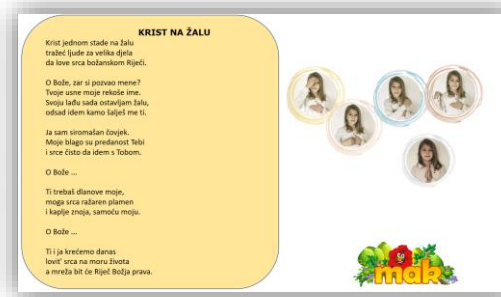 KRIST NA ŽALU
Krist jednom stade na žalu
tražeć ljude za velika djela
da love srca božanskom Riječi.
O Bože, zar si pozvao mene?
Tvoje usne moje rekoše ime.
Svoju lađu sada ostavljam žalu,
odsad idem kamo šalješ me ti.
Ja sam siromašan čovjek.
Moje blago su predanost Tebi
i srce čisto da idem s Tobom.
O Bože ...
Ti trebaš dlanove moje,
moga srca ražaren plamen
i kaplje znoja, samoću moju.
O Bože ...
Ti i ja krećemo danas
lovit' srca na moru života
a mreža bit će Riječ Božja prava.
mak